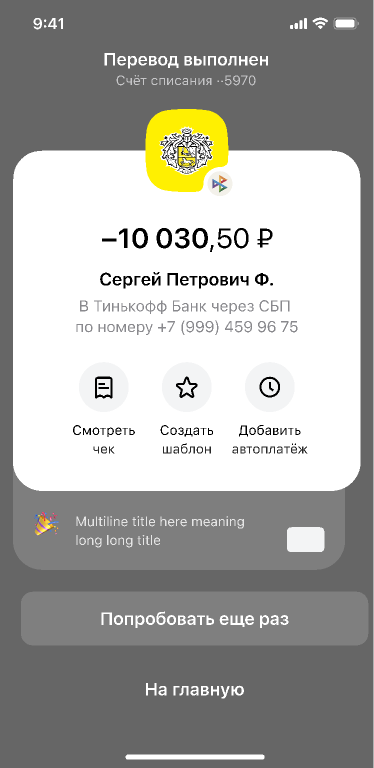 9:41
Перевод выполнен
Счёт списания ··5970
–10 030,50 ₽
Сергей Петрович Ф.
В Тинькофф Банк через СБП
по номеру +7 (999) 459 96 75
Смотреть чек
Создать шаблон
Добавить автоплатёж
Multiline title here meaning
long long title
Попробовать еще раз
На главную